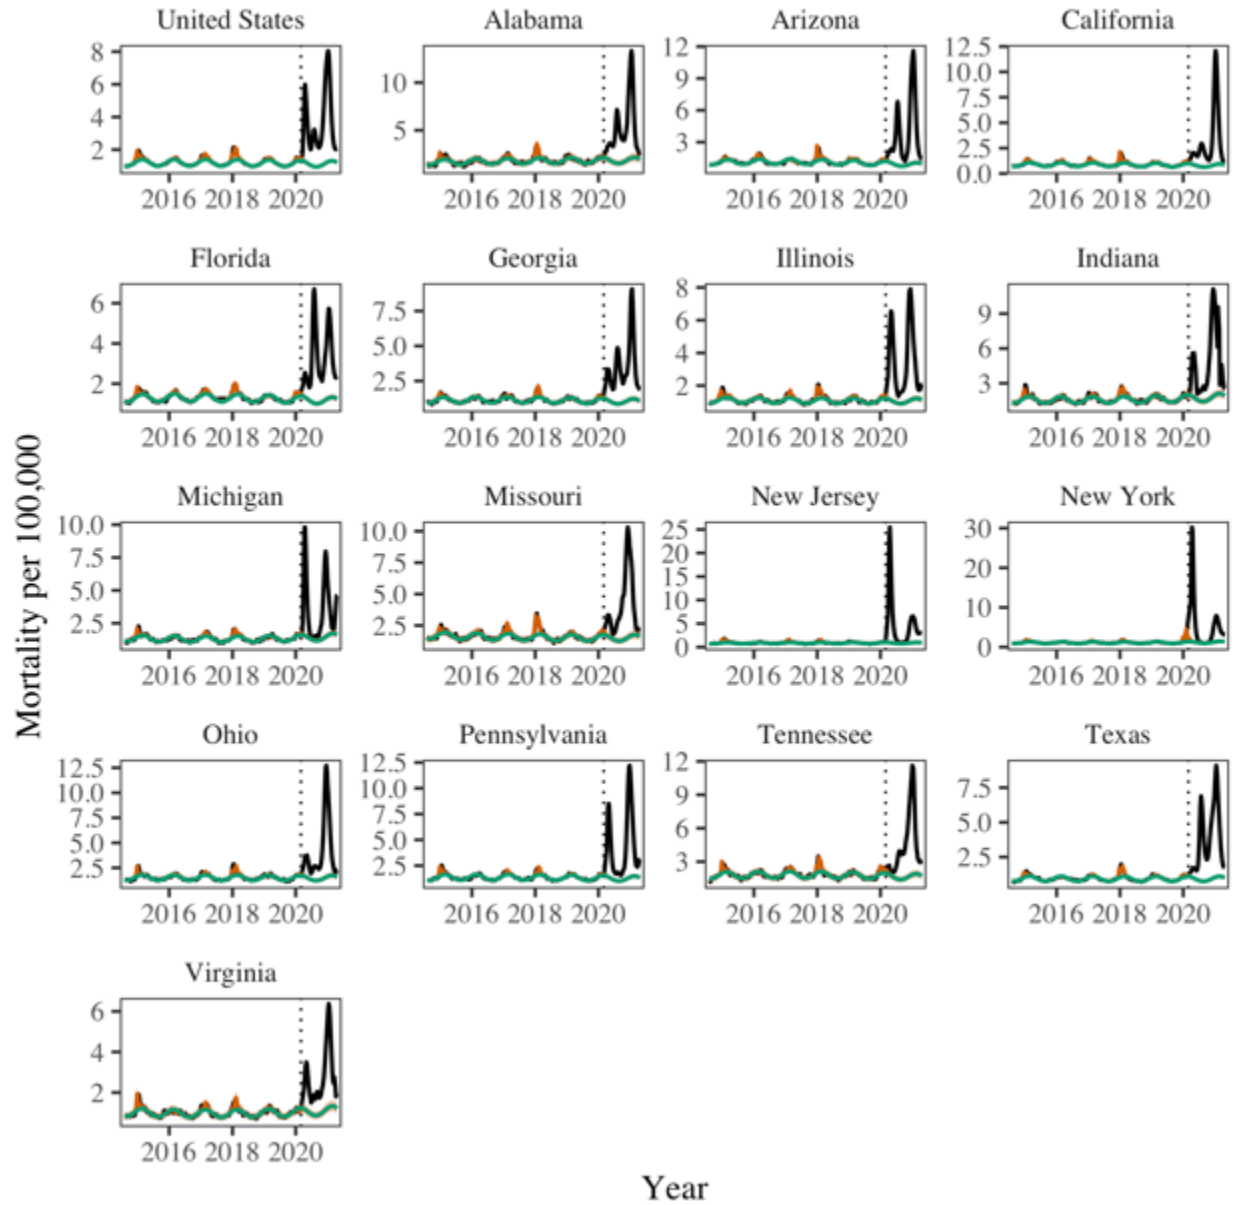 United States Alabama Arizona California
8 6 4 2
10 5
12 9 6 3
12.5 10.0 7.5 5.0 2.5 0.0
2016 2018 2020 2016 2018 2020 2016 2018 2020 2016 2018 2020
Florida Georgia Illinois Indiana
6 4 2
7.5 5.0 2.5
8 6 4 2
9 6 3
2016 2018 2020 2016 2018 2020 2016 2018 2020 2016 2018 2020
Mortality per 100,000
Michigan Missouri New Jersey New York
10.0 7.5 5.0 2.5
10.0 7.5 5.0 2.5
25 20 15 10 5 0
30 20 10 0
2016 2018 2020 2016 2018 2020 2016 2018 2020 2016 2018 2020
Ohio Pennsylvania Tennessee Texas
12.5 10.0 7.5 5.0 2.5
12.5 10.0 7.5 5.0 2.5
12 9 6 3
7.5 5.0 2.5
2016 2018 2020 2016 2018 2020 2016 2018 2020 2016 2018 2020
Virginia
6 4 2
2016 2018 2020
Year